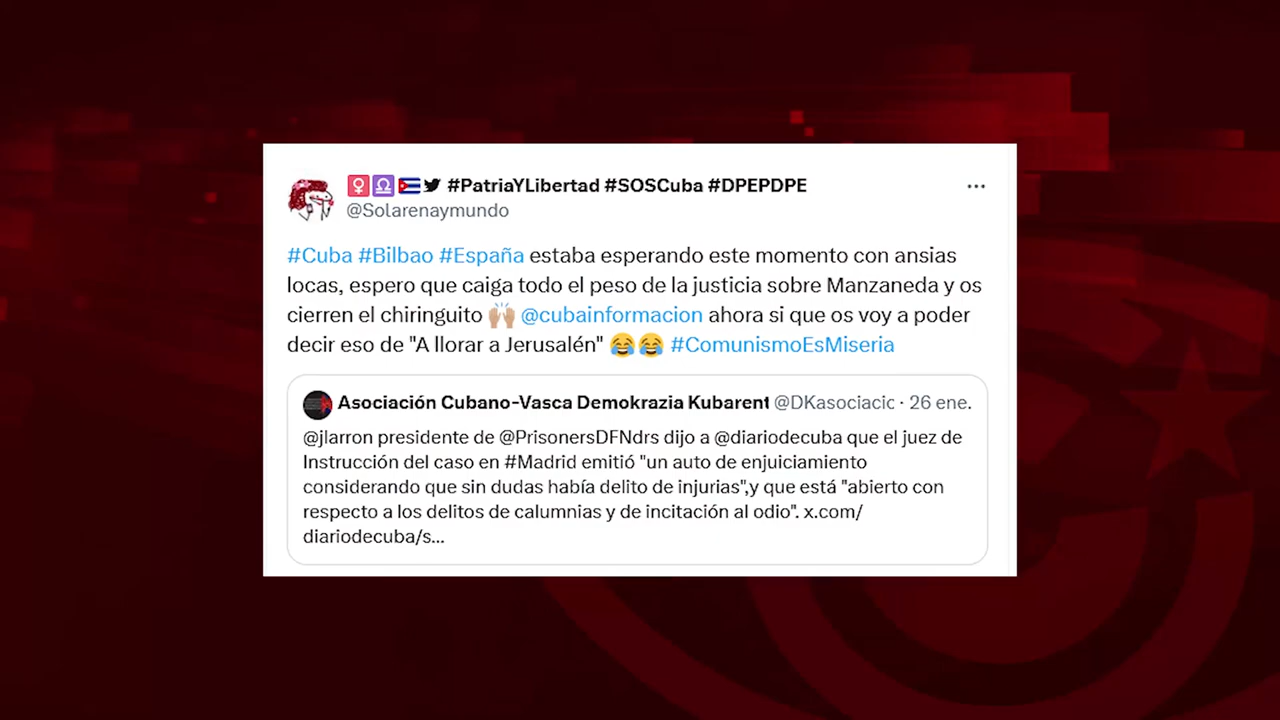 ♀️♎🇨🇺 #PatriaYLibertad #SOSCuba #DPEPDPE
@Solarenaymundo
#Cuba #Bilbao #España estaba esperando este momento con ansias
locas, espero que caiga todo el peso de la justicia sobre Manzaneda y os
cierren el chiringuito 🙌🏼 @cubainformacion ahora si que os voy a poder
decir eso de "A llorar a Jerusalén" 😂😂 #ComunismoEsMiseria
Asociación Cubano-Vasca Demokrazia Kubarent @DKasociacic · 26 ene.
@jlarron presidente de @PrisonersDFNdrs dijo a @diariodecuba que el juez de
Instrucción del caso en #Madrid emitió "un auto de enjuiciamiento
considerando que sin dudas había delito de injurias",y que está "abierto con
respecto a los delitos de calumnias y de incitación al odio". x.com/
diariodecuba/s...